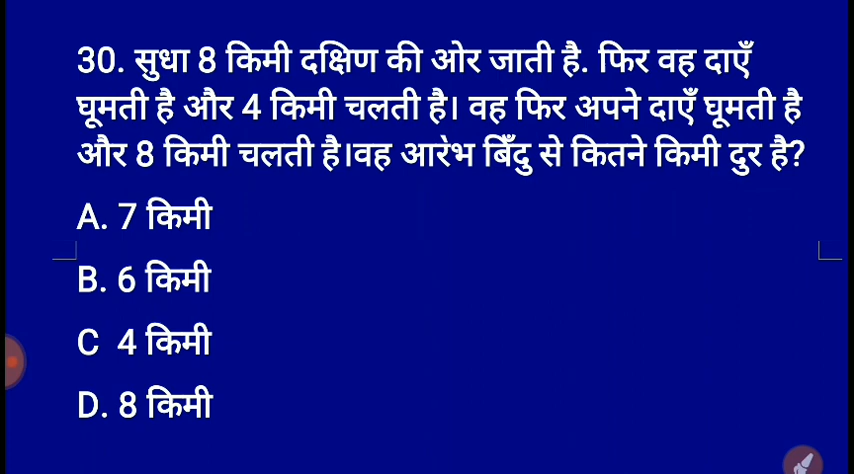 30. सुधा 8 किमी दक्षिण की ओर जाती है. फिर वह दाएँ
घूमती है और 4 किमी चलती है। वह फिर अपने दाएँ घूमती है
और 8 किमी चलती है।वह आरंभ बिँदु से कितने किमी दुर है?
A. 7 किमी
B. 6 किमी
C 4 किमी
D. 8 किमी